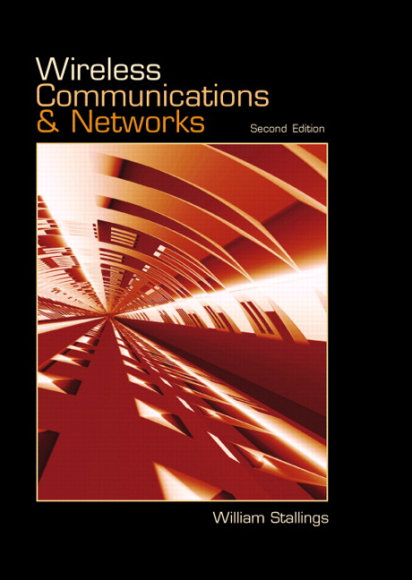 Wireless
Communications
& Networks
Second Edition
William Stallings